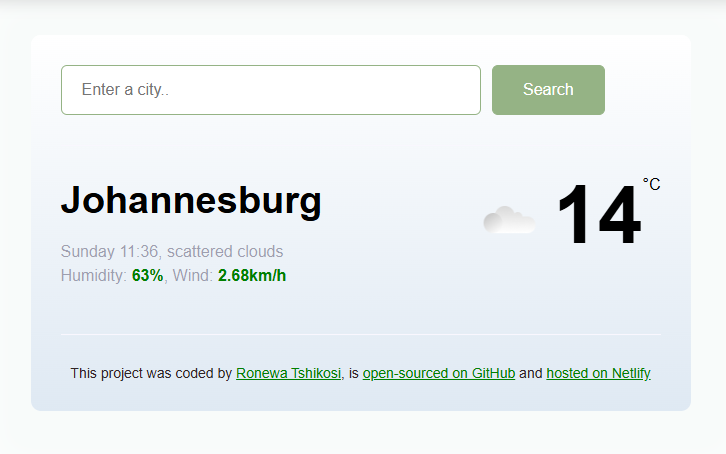 Enter a city..
Search
Johannesburg
14
°C
Sunday 11:36, scattered clouds
Humidity: 63%, Wind: 2.68km/h
This project was coded by Ronewa Tshikosi, is open-sourced on GitHub and hosted on Netlify